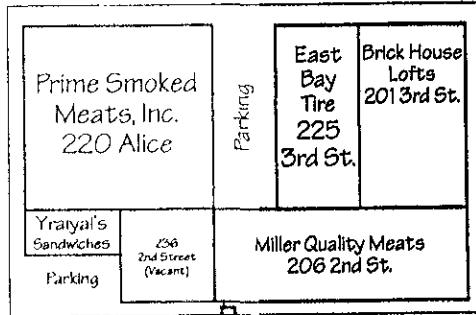 Prime Smoked
Meats, Inc.
220 Alice
Parking
East
Bay
Tire
225
3rd St.
Brick House
Lofts
201 3rd St.
Yraiyal's
Sandwiches
Parking
236
2nd Street
(Vacant)
Miller Quality Meats
206 2nd St.